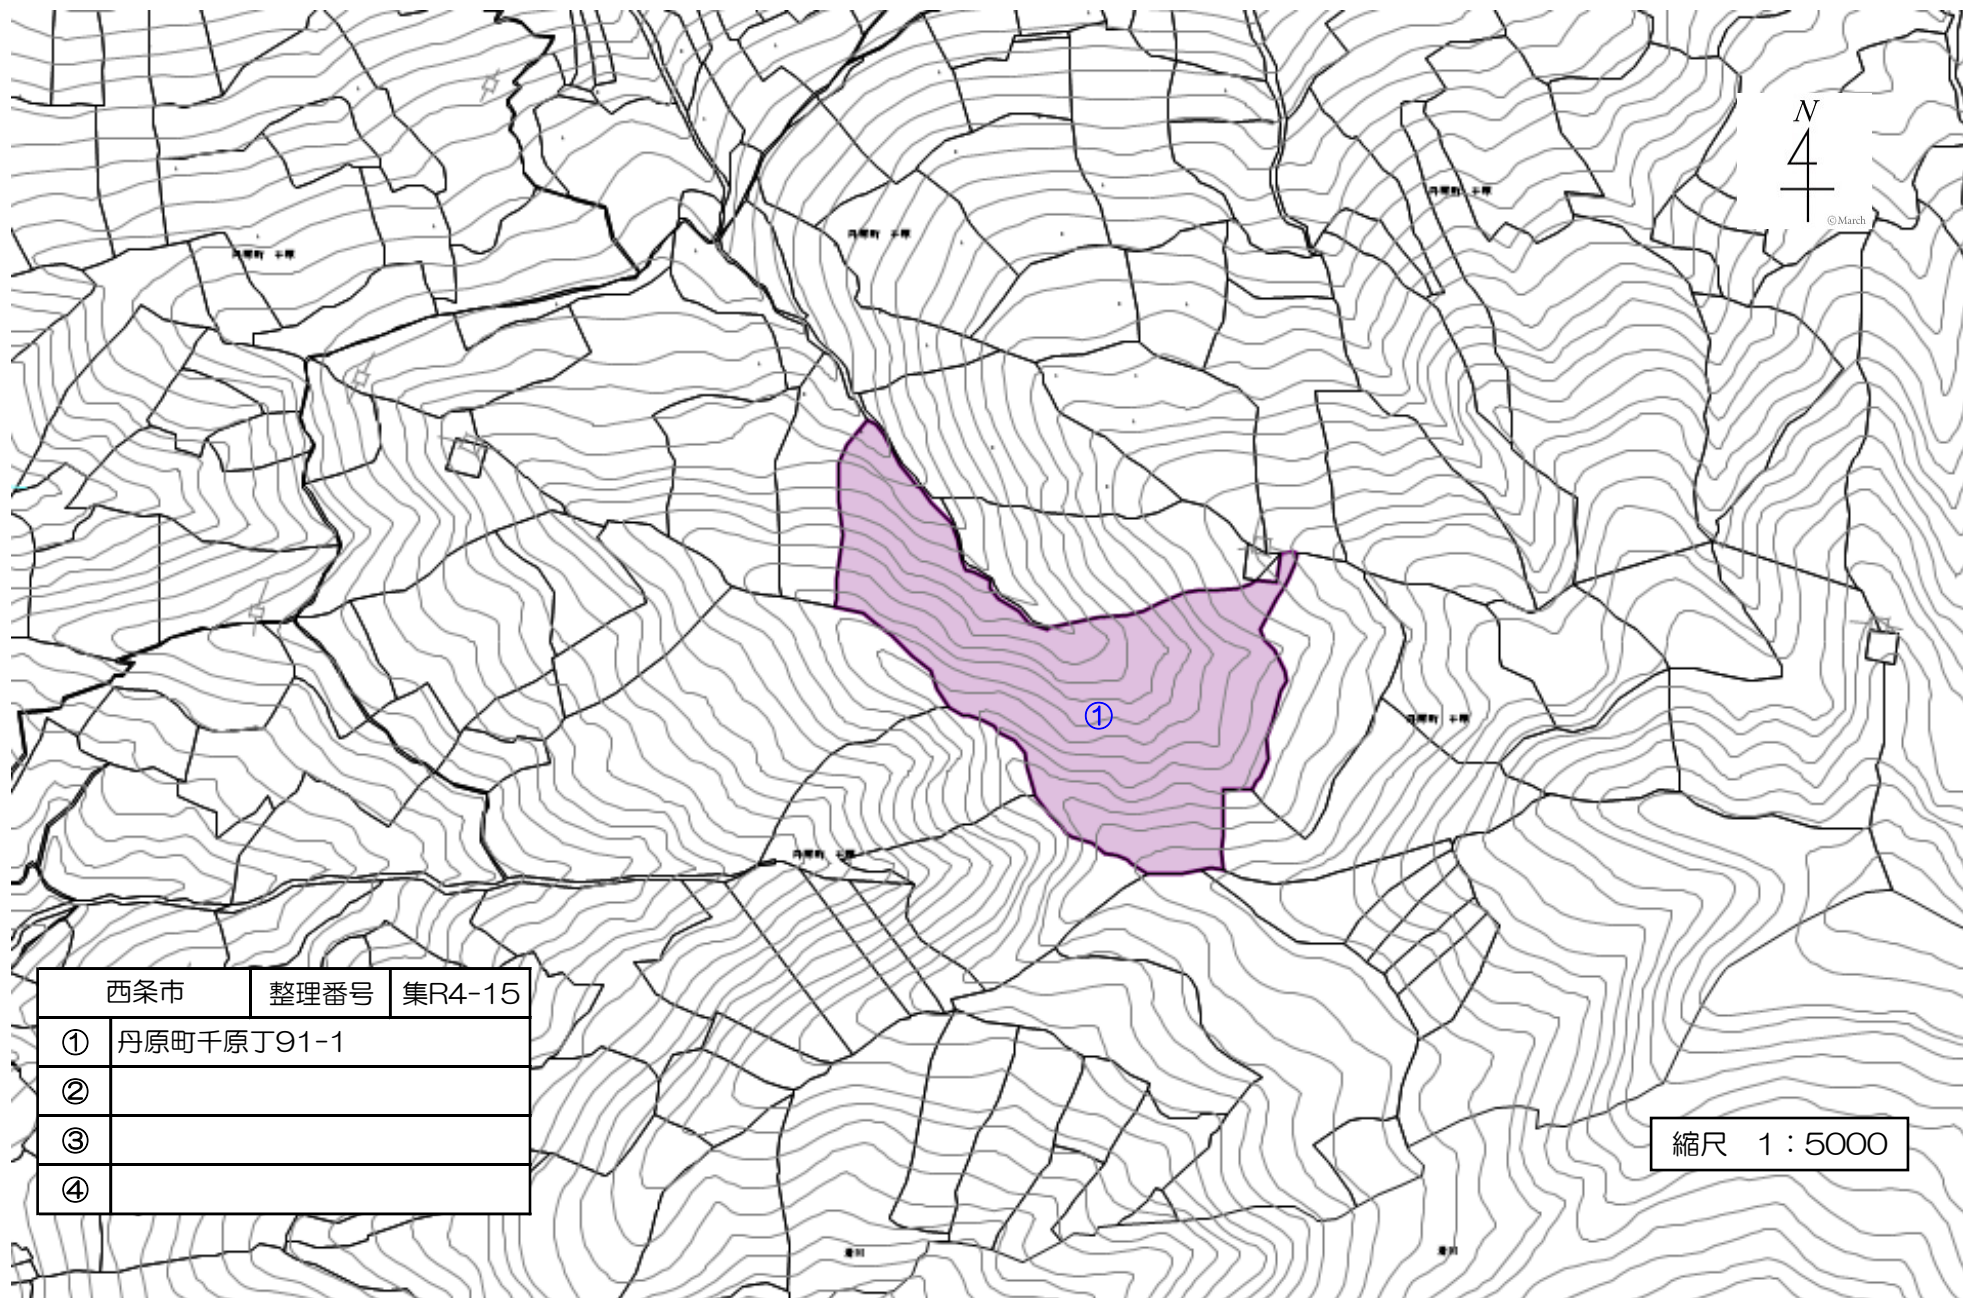 N
©March
丹原町 千原
丹原町 千原
丹原町 千原
丹原町 千原
①
丹原町 千原
西条市 整理番号 集R4-15
① 丹原町千原丁91-1
②
③
④
縮尺 1：5000